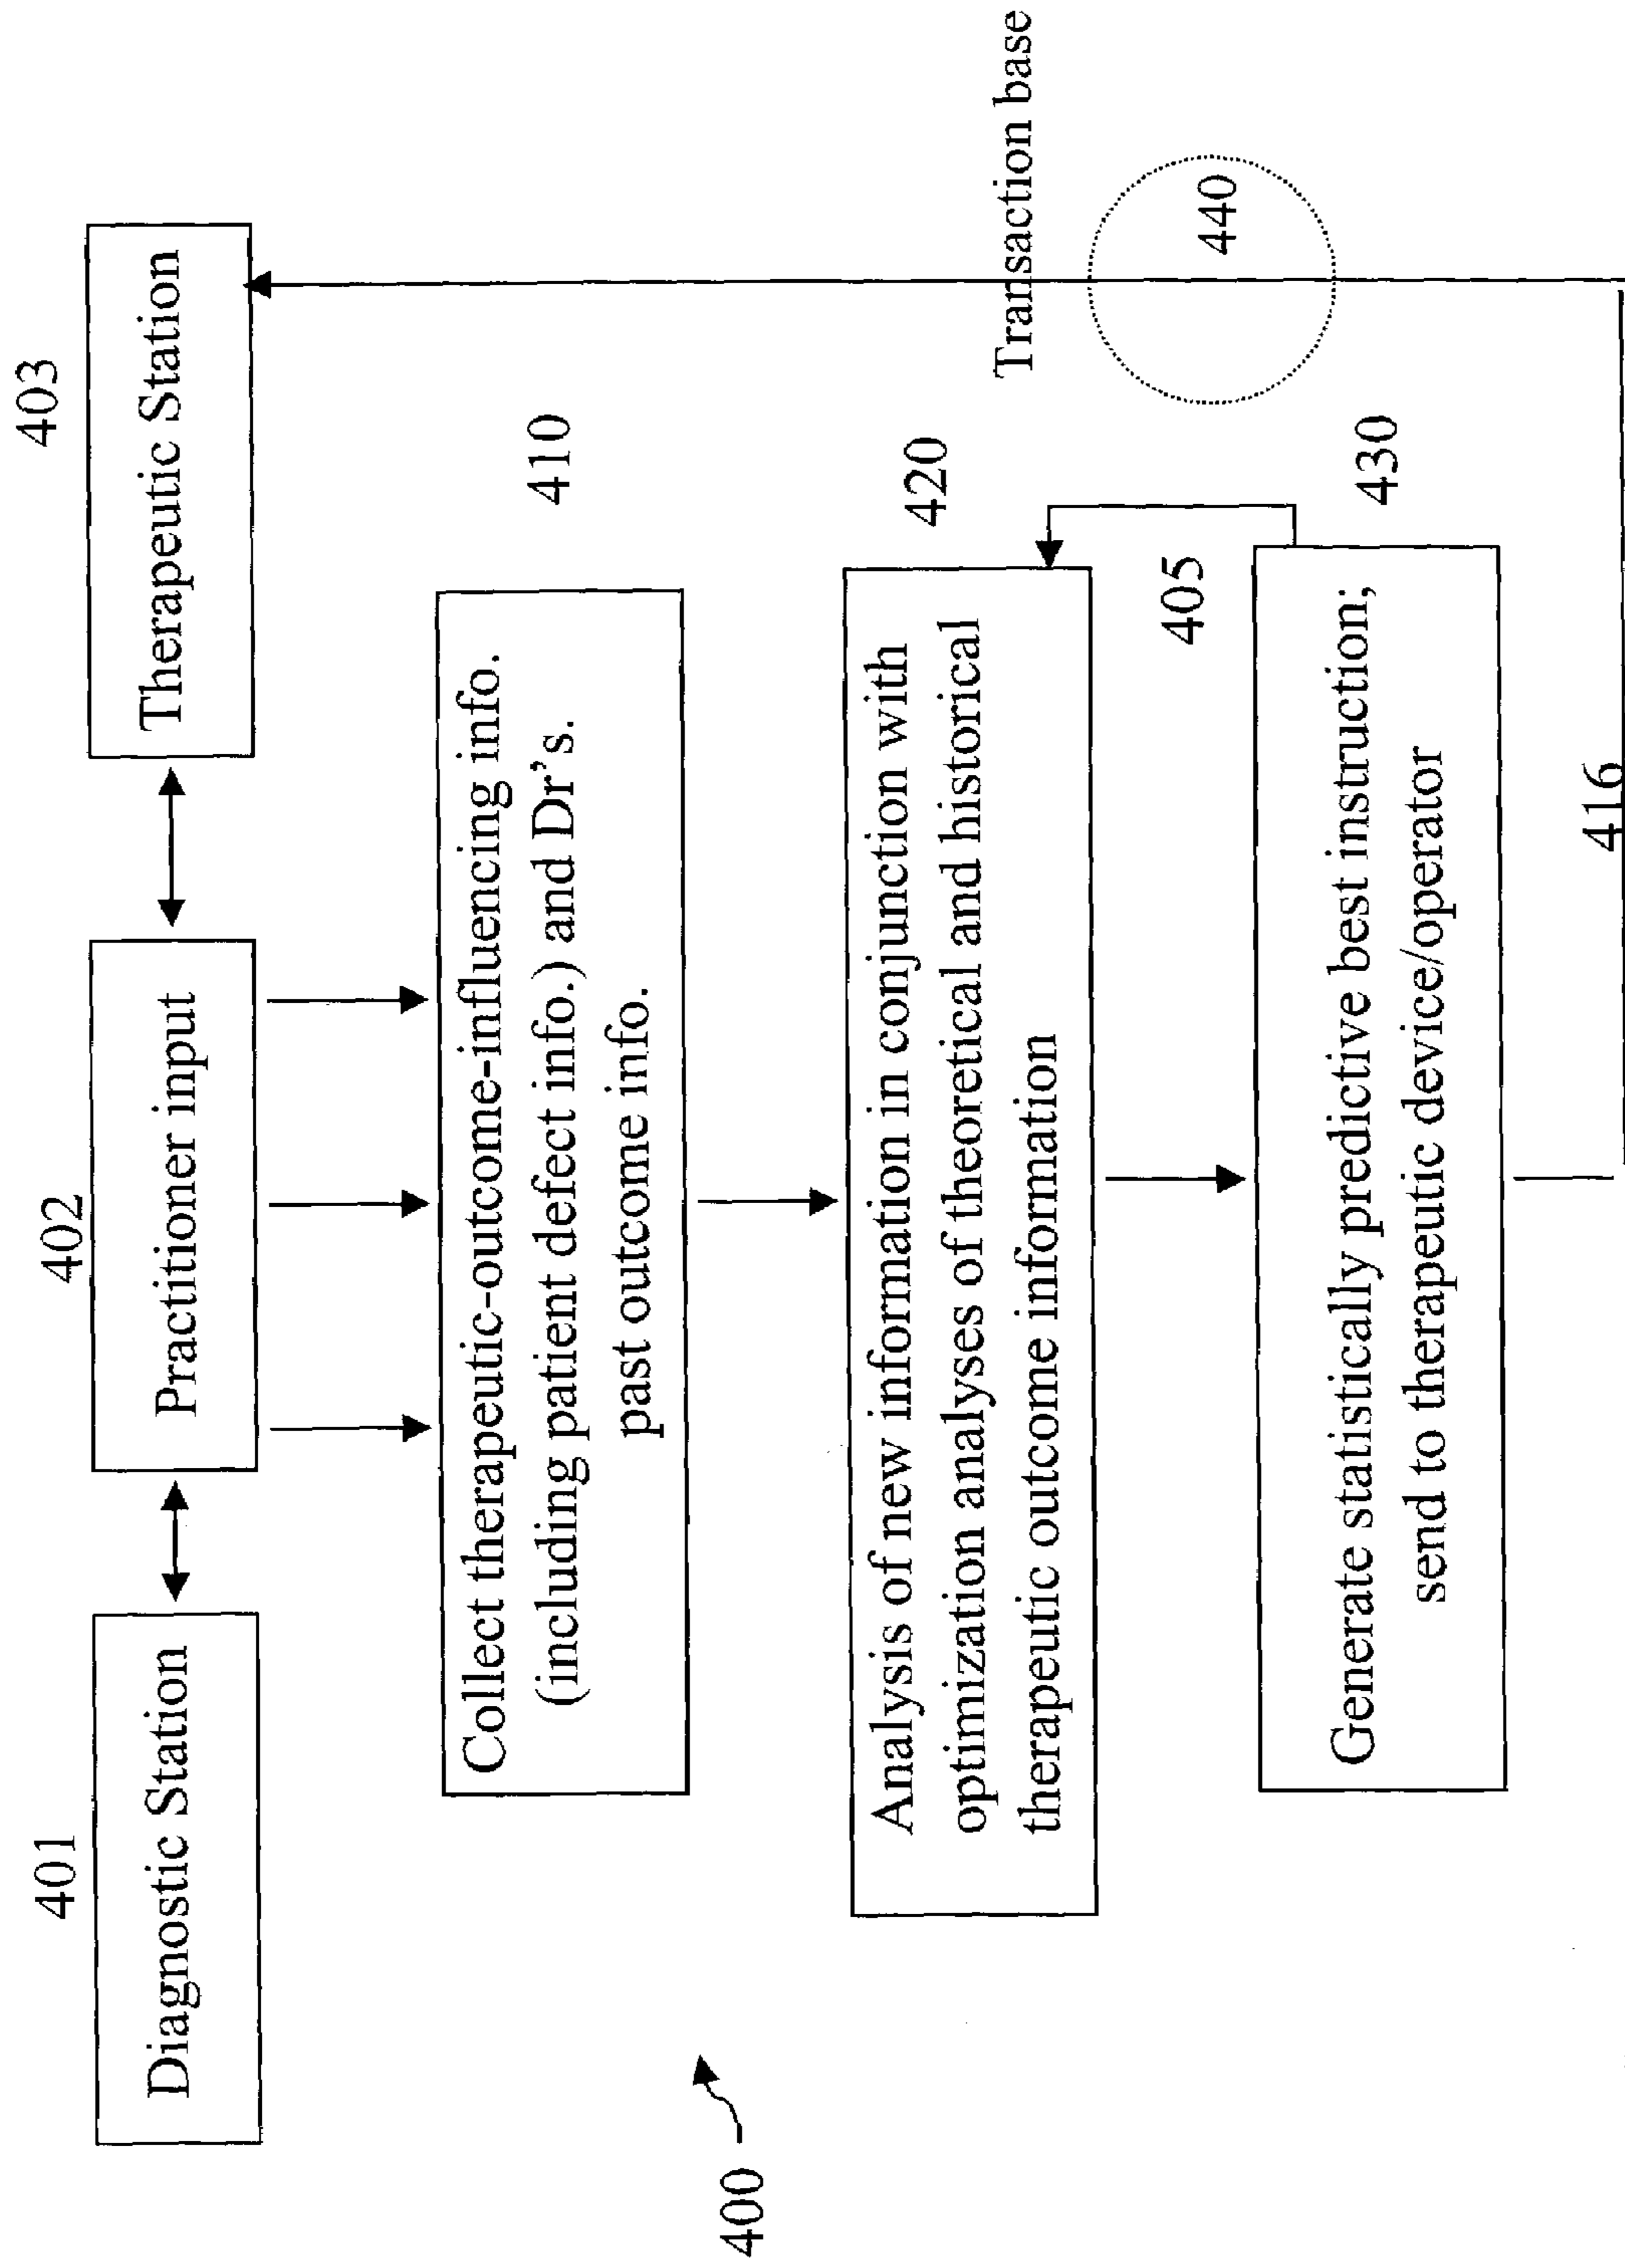 401
402
403
Diagnostic Station
Practitioner input
Therapeutic Station
Collect therapeutic-outcome-influencing info.
(including patient defect info.) and Dr's.
past outcome info.
410
400
Analysis of new information in conjunction with
optimization analyses of theoretical and historical
therapeutic outcome information
420
Transaction base
440
405
Generate statistically predictive best instruction;
send to therapeutic device/operator
430
416